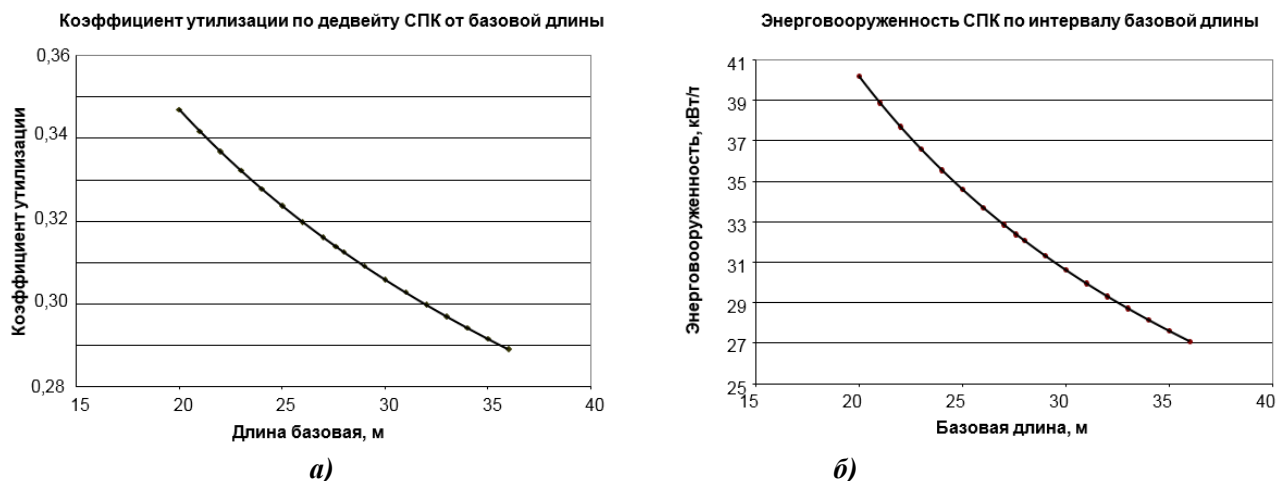 Коэффициент утилизации по дедвейту СПК от базовой длины
Коэффициент утилизации
0,36
0,34
0,32
0,30
0,28
15 20 25 30 35 40
Длина базовая, м
а)
Энерговооруженность СПК по интервалу базовой длины
Энерговооруженность, кВт/т
41
39
37
35
33
31
29
27
25
15 20 25 30 35 40
Базовая длина, м
б)